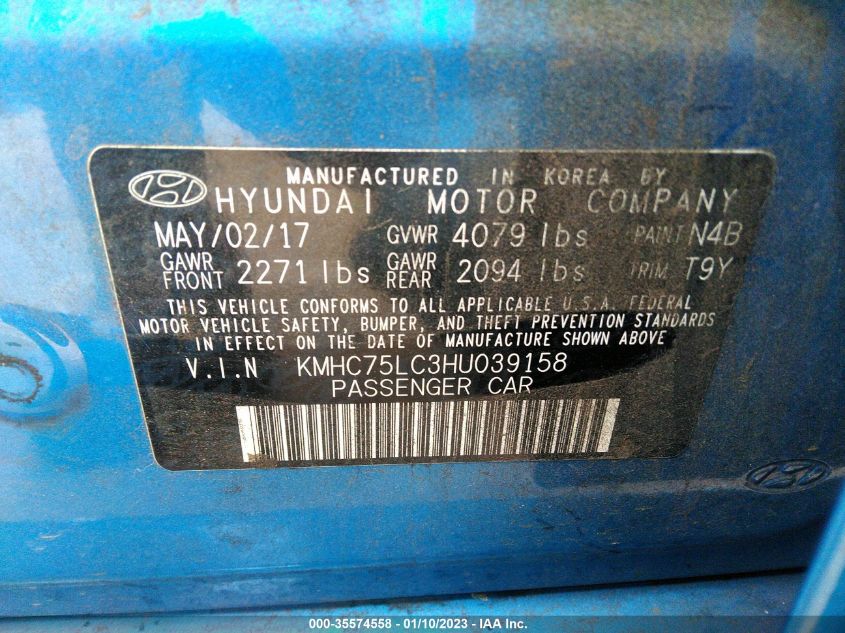 MANUFACTURED IN KOREA BY
HYUNDAI MOTOR COMPANY
MAY/02/17 GVWR 4079 lbs PAINT N4B
GAWR FRONT 2271 lbs GAWR REAR 2094 lbs TRIM T9Y
THIS VEHICLE CONFORMS TO ALL APPLICABLE U.S.A. FEDERAL
MOTOR VEHICLE SAFETY, BUMPER, AND THEFT PREVENTION STANDARDS
IN EFFECT ON THE DATE OF MANUFACTURE SHOWN ABOVE
V.I.N KMHC75LC3HU039158
PASSENGER CAR
000-35574558 - 01/10/2023 - IAA Inc.